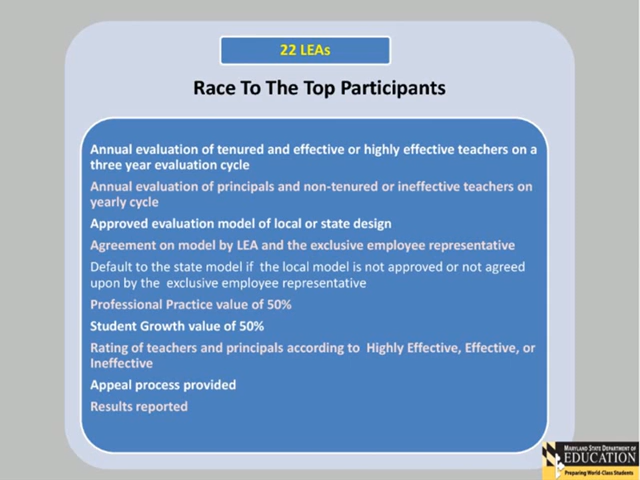 22 LEAs
Race To The Top Participants
Annual evaluation of tenured and effective or highly effective teachers on a
three year evaluation cycle
Annual evaluation of principals and non-tenured or ineffective teachers on
yearly cycle
Approved evaluation model of local or state design
Agreement on model by LEA and the exclusive employee representative
Default to the state model if the local model is not approved or not agreed
upon by the exclusive employee representative
Professional Practice value of 50%
Student Growth value of 50%
Rating of teachers and principals according to Highly Effective, Effective, or
Ineffective
Appeal process provided
Results reported
Maryland State Department of
EDUCATION
Preparing World-Class Students